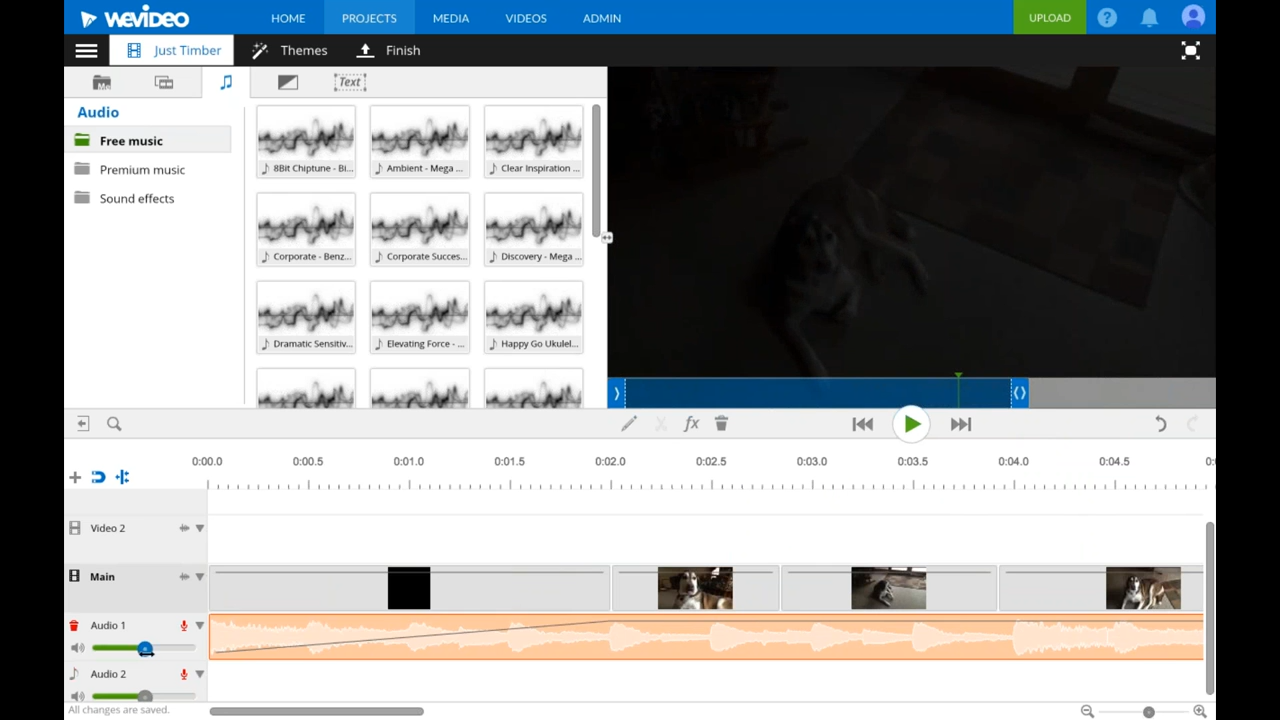 WEVIDEO HOME PROJECTS MEDIA VIDEOS ADMIN UPLOAD ?
Just Timber Themes Finish
Text
Audio
Free music
Premium music
Sound effects
8Bit Chiptune - Bi... Ambient - Mega ... Clear Inspiration ...
Corporate - Benz... Corporate Succes... Discovery - Mega ...
Dramatic Sensitiv... Elevating Force - ... Happy Go Ukulel...
fx
0:00.0 0:00.5 0:01.0 0:01.5 0:02.0 0:02.5 0:03.0 0:03.5 0:04.0 0:04.5 0:
Video 2
Main
Audio 1
Audio 2
All changes are saved.